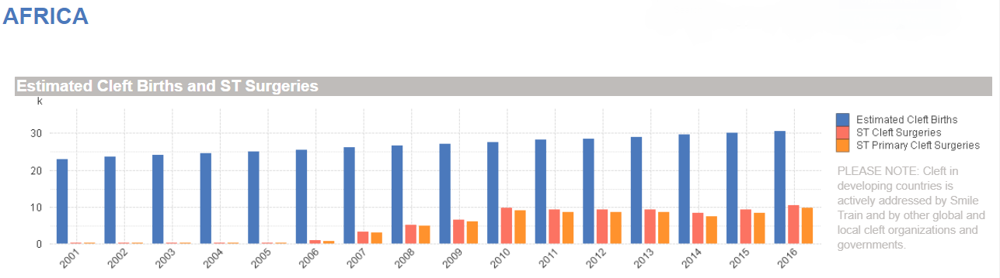 AFRICA
Estimated Cleft Births and ST Surgeries
k
30
20
10
0
2001
2002
2003
2004
2005
2006
2007
2008
2009
2010
2011
2012
2013
2014
2015
2016
Estimated Cleft Births
ST Cleft Surgeries
ST Primary Cleft Surgeries
PLEASE NOTE: Cleft in
developing countries is
actively addressed by Smile
Train and by other global and
local cleft organizations and
governments.